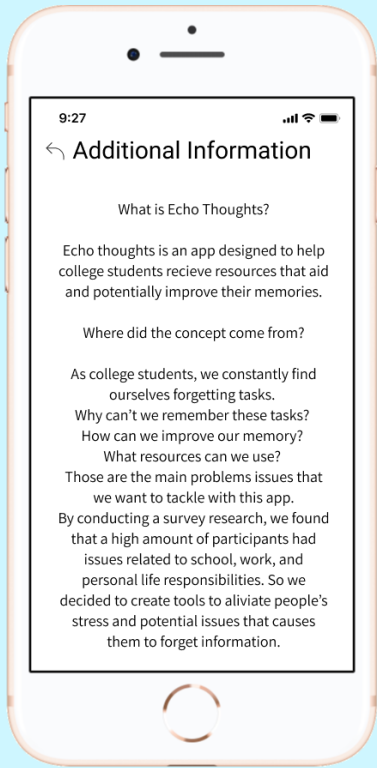 9:27
Additional Information
What is Echo Thoughts?
Echo thoughts is an app designed to help
college students recieve resources that aid
and potentially improve their memories.
Where did the concept come from?
As college students, we constantly find
ourselves forgetting tasks.
Why can’t we remember these tasks?
How can we improve our memory?
What resources can we use?
Those are the main problems issues that
we want to tackle with this app.
By conducting a survey research, we found
that a high amount of participants had
issues related to school, work, and
personal life responsibilities. So we
decided to create tools to aliviate people’s
stress and potential issues that causes
them to forget information.